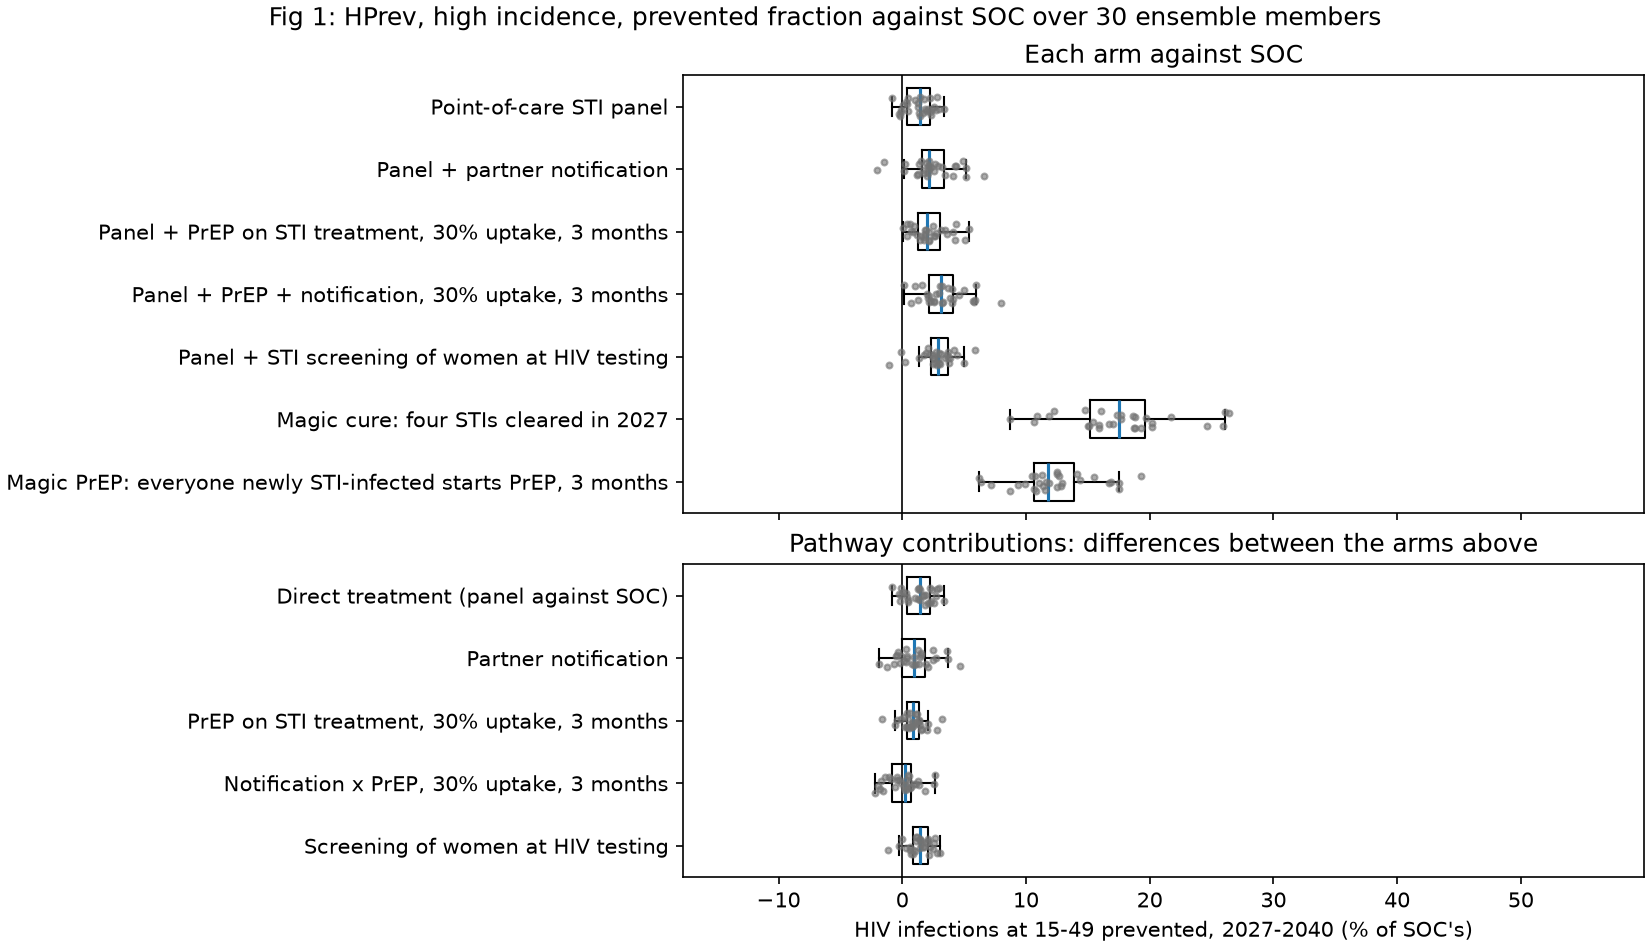 Fig 1: HPrev, high incidence, prevented fraction against SOC over 30 ensemble members
Each arm against SOC
Point-of-care STI panel
Panel + partner notification
Panel + PrEP on STI treatment, 30% uptake, 3 months
Panel + PrEP + notification, 30% uptake, 3 months
Panel + STI screening of women at HIV testing
Magic cure: four STIs cleared in 2027
Magic PrEP: everyone newly STI-infected starts PrEP, 3 months
Pathway contributions: differences between the arms above
Direct treatment (panel against SOC)
Partner notification
PrEP on STI treatment, 30% uptake, 3 months
Notification x PrEP, 30% uptake, 3 months
Screening of women at HIV testing
−10 0 10 20 30 40 50
HIV infections at 15-49 prevented, 2027-2040 (% of SOC's)